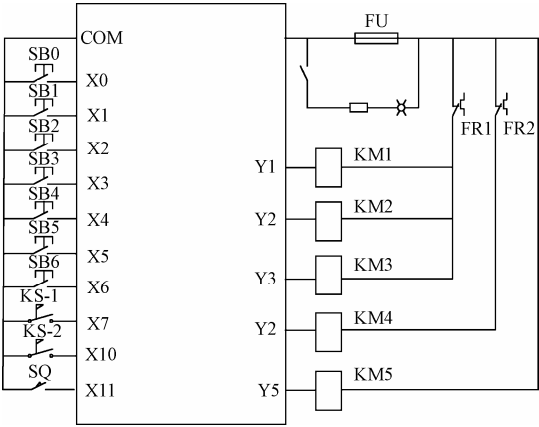 COM
FU
SB0
X0
SB1
X1
SB2
X2
SB3
X3
SB4
X4
SB5
X5
SB6
X6
KS-1
X7
KS-2
X10
SQ
X11
FR1
FR2
Y1
KM1
Y2
KM2
Y3
KM3
Y2
KM4
Y5
KM5